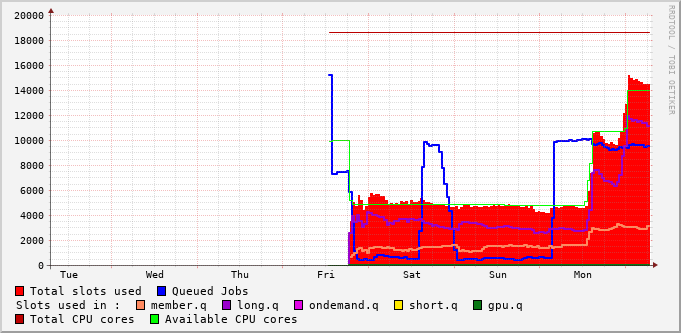 20000
18000
16000
14000
12000
10000
8000
6000
4000
2000
0
Tue Wed Thu Fri Sat Sun Mon
Total slots used Queued Jobs
Slots used in : member.q long.q ondemand.q short.q gpu.q
Total CPU cores Available CPU cores
RRDTOOL / TOBI OETIKER